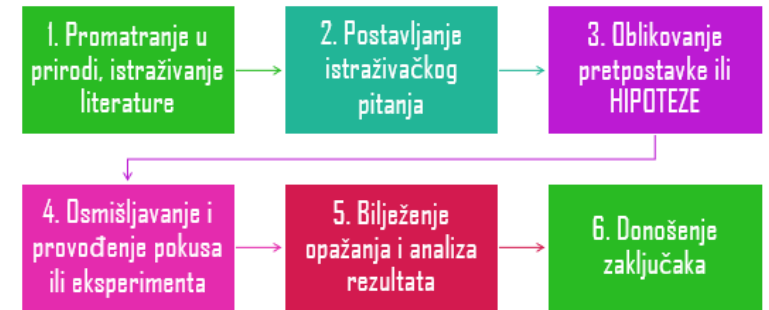 1. Promatranje u
prirodi, istraživanje
literature
2. Postavljanje
istraživačkog
pitanja
3. Oblikovanje
pretpostavke ili
HIPOTEZE
4. Osmišljavanje i
provođenje pokusa
ili eksperimenta
5. Bilježenje
opažanja i analiza
rezultata
6. Donošenje
zaključaka